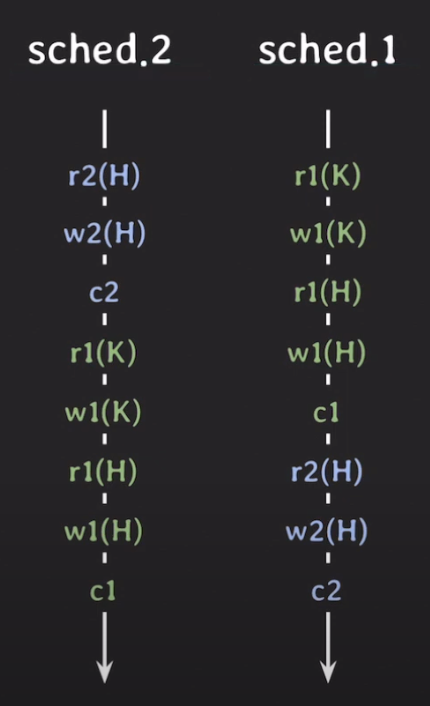 sched.2 sched.1
r2(H) r1(K)
w2(H) w1(K)
c2 r1(H)
r1(K) w1(H)
w1(K) c1
r1(H) r2(H)
w1(H) w2(H)
c1 c2